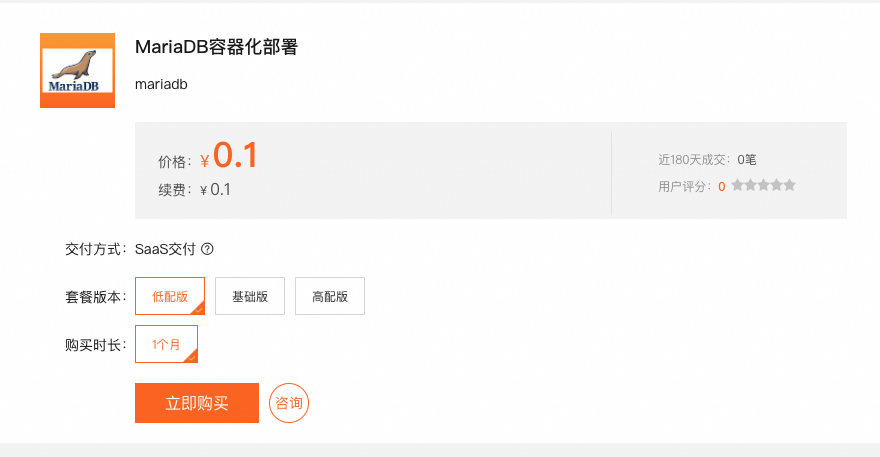 MariaDB容器化部署
MariaDB
mariadb
价格：￥0.1
近180天成交：0笔
续费：￥0.1
用户评分：0
交付方式：SaaS交付 ?
套餐版本：低配版 基础版 高配版
购买时长：1个月
立即购买 咨询